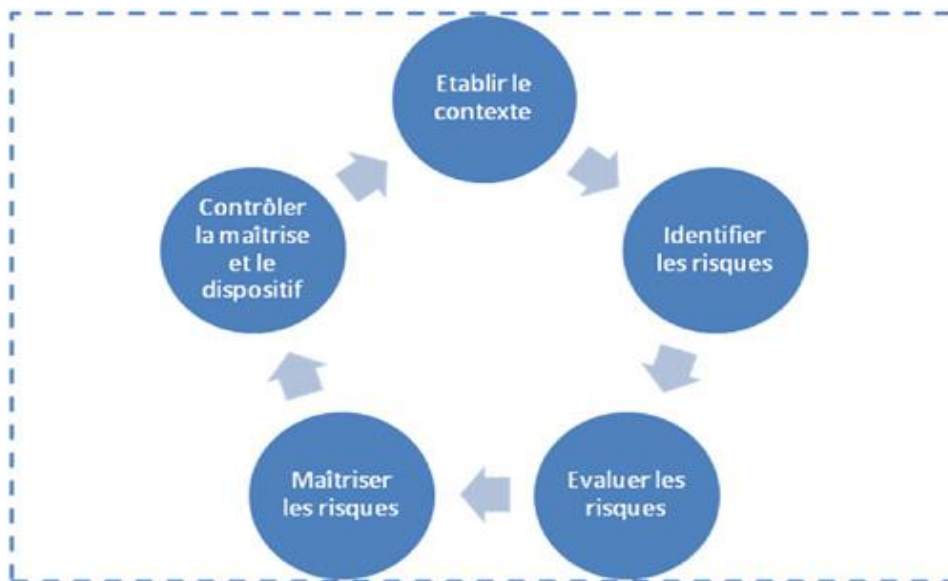 Etablir le
contexte
Identifier
les risques
Evaluer les
risques
Maîtriser
les risques
Contrôler
la maîtrise
et le
dispositif